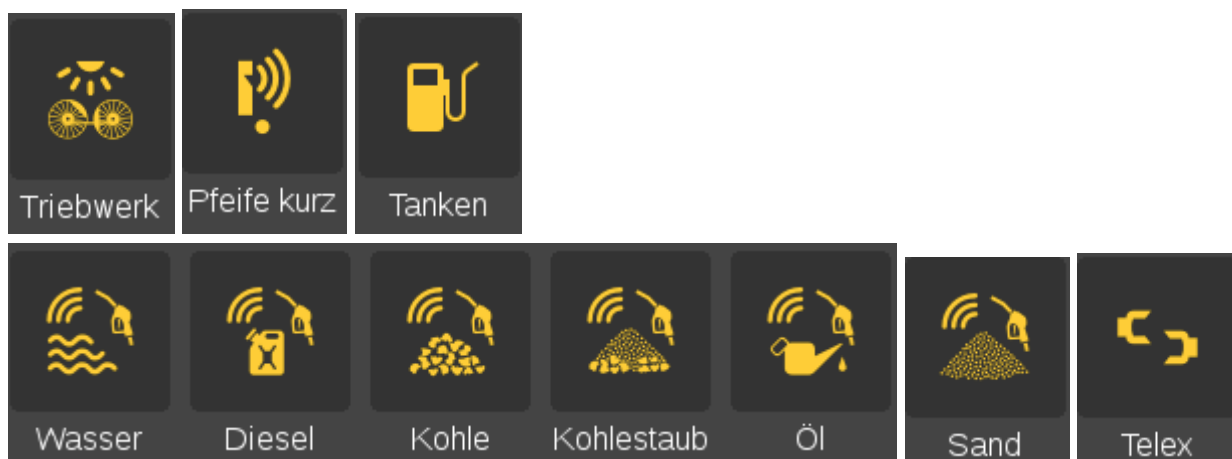 Triebwerk
Pfeife kurz
Tanken
Wasser
Diesel
Kohle
Kohlestaub
Öl
Sand
Telex